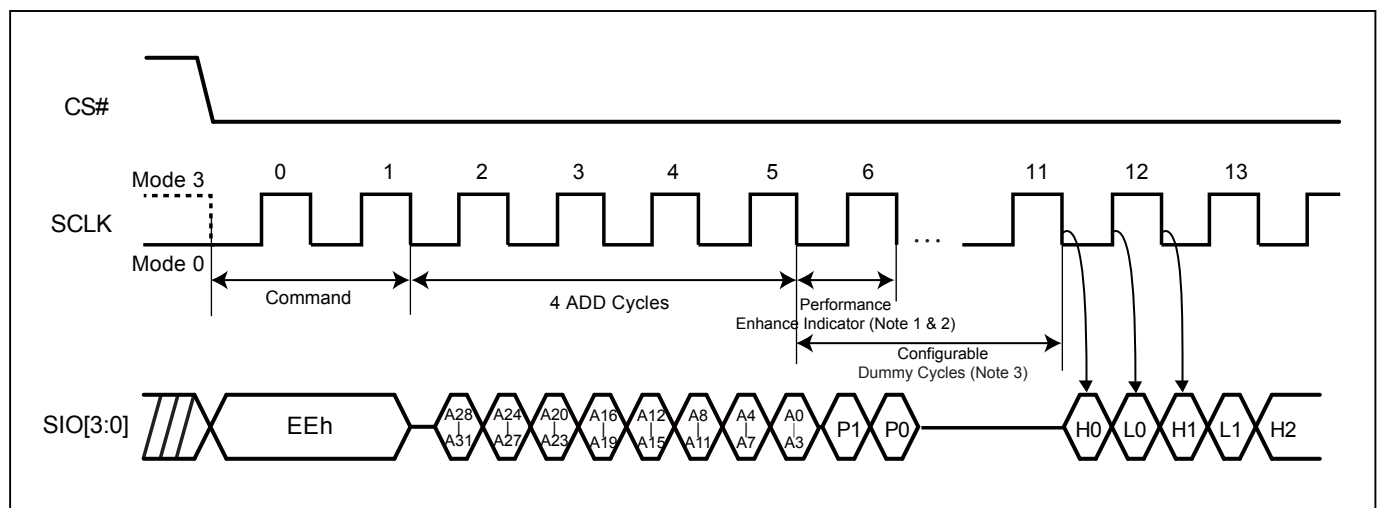 CS#
0 1 2 3 4 5 6 11 12 13
Mode 3
SCLK
...
Mode 0
Command
4 ADD Cycles
Performance
Enhance Indicator (Note 1 & 2)
Configurable
Dummy Cycles (Note 3)
SIO[3:0]
EEh
A28 | A31
A24 | A27
A20 | A23
A16 | A19
A12 | A15
A8 | A11
A4 | A7
A0 | A3
P1 P0
H0 L0 H1 L1 H2